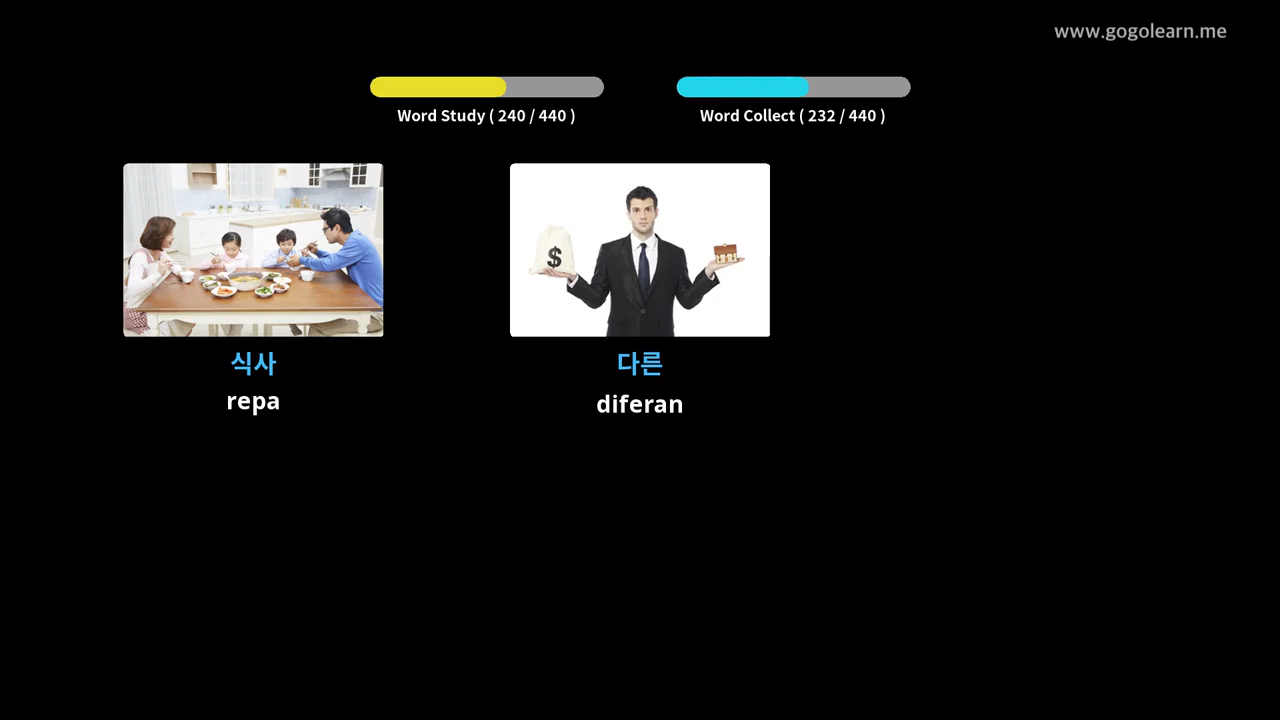 www.gogolearn.me
Word Study ( 240 / 440 )
Word Collect ( 232 / 440 )
$
식사
repa
다른
diferan